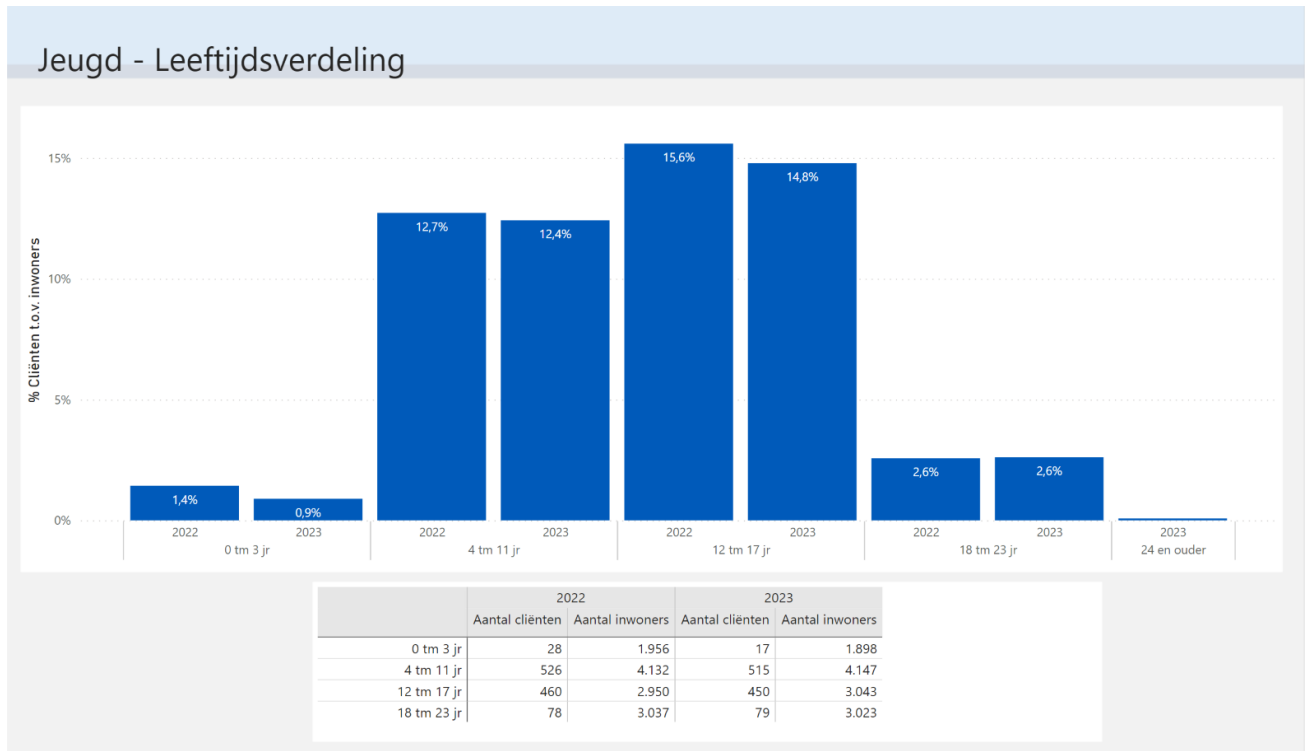 Jeugd - Leeftijdsverdeling
% Cliënten t.o.v. inwoners
15%
10%
5%
0%
1,4%
0,9%
12,7%
12,4%
15,6%
14,8%
2,6%
2,6%
2022 2023 2022 2023 2022 2023 2022 2023 2023
0 tm 3 jr 4 tm 11 jr 12 tm 17 jr 18 tm 23 jr 24 en ouder
2022 2023
Aantal cliënten Aantal inwoners Aantal cliënten Aantal inwoners
0 tm 3 jr 28 1.956 17 1.898
4 tm 11 jr 526 4.132 515 4.147
12 tm 17 jr 460 2.950 450 3.043
18 tm 23 jr 78 3.037 79 3.023